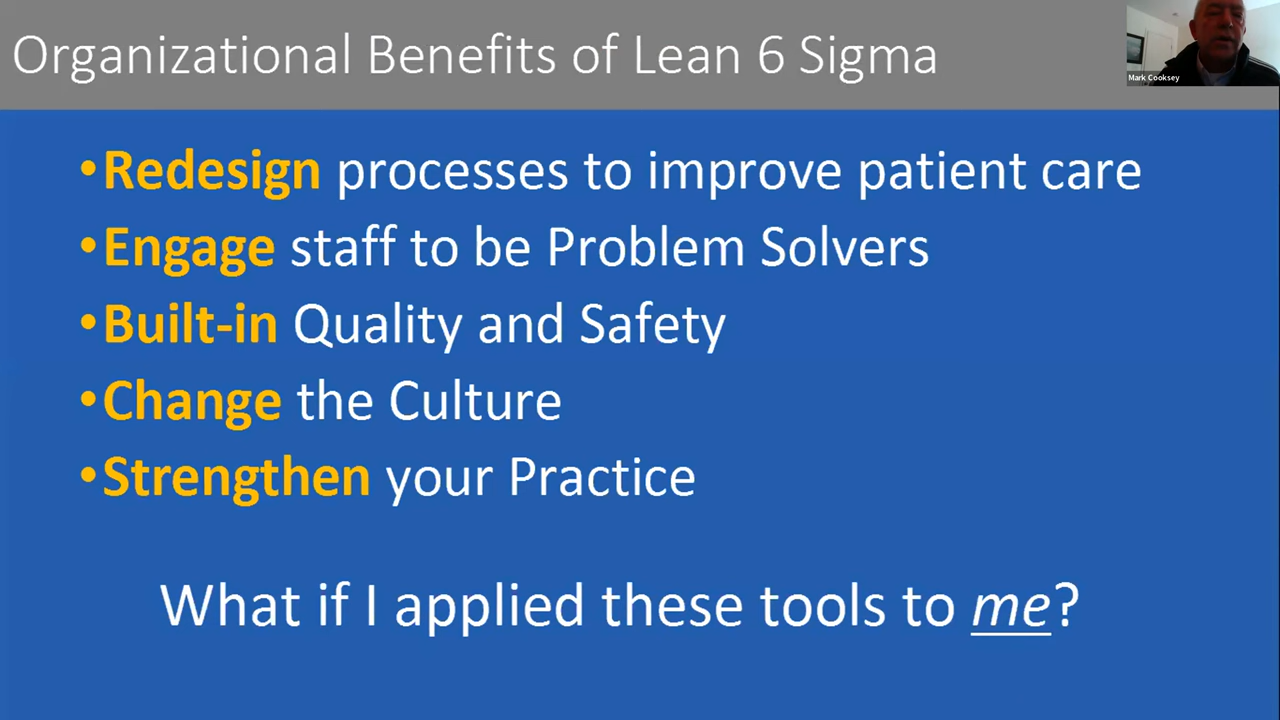 Organizational Benefits of Lean 6 Sigma
Mark Cooksey
•Redesign processes to improve patient care
•Engage staff to be Problem Solvers
•Built-in Quality and Safety
•Change the Culture
•Strengthen your Practice
What if I applied these tools to me?